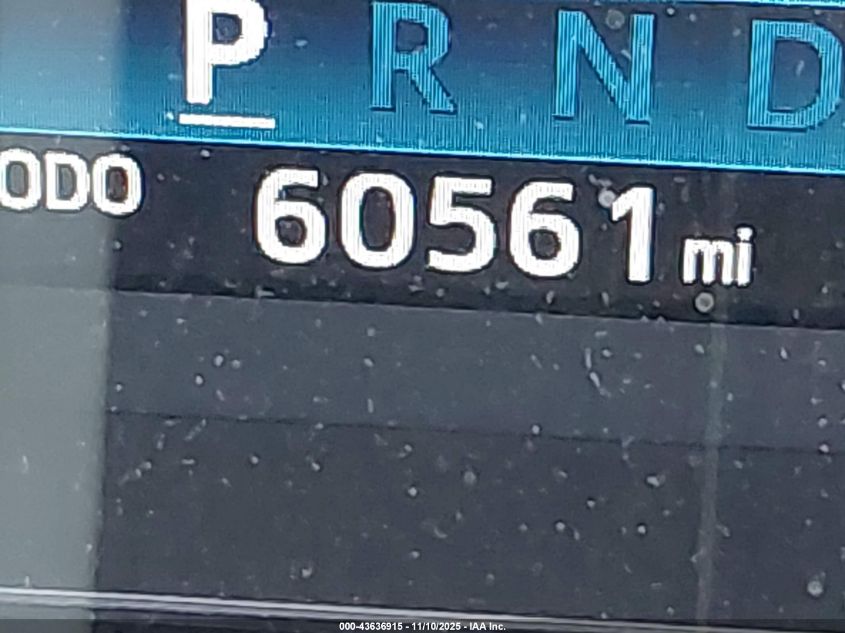 P R N D
ODO 60561 mi
000-43636915 - 11/10/2025 - IAA Inc.